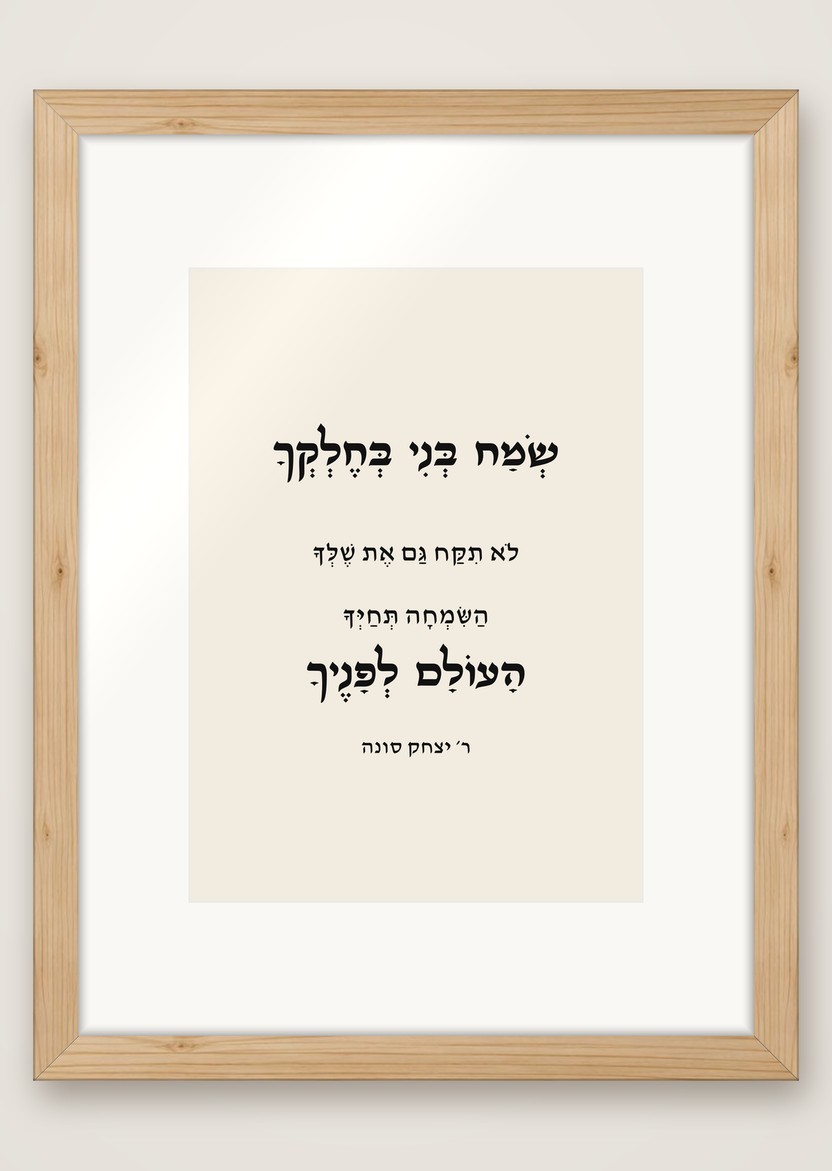 שְׂמַח בְּנִי בְּחֶלְקְךָ
לֹא תִקַּח גַּם אֶת שֶׁלְּךָ
הַשִּׂמְחָה תְּחַיְּךָ
הָעוֹלָם לְפָנֶיךָ
ר׳ יצחק סונה